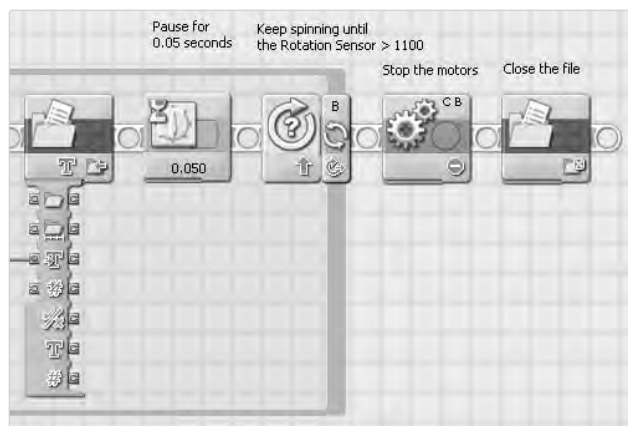 Pause for
0.05 seconds
Keep spinning until
the Rotation Sensor > 1100
Stop the motors
Close the file
B
C B
T
?
0.050
T
#
T
#